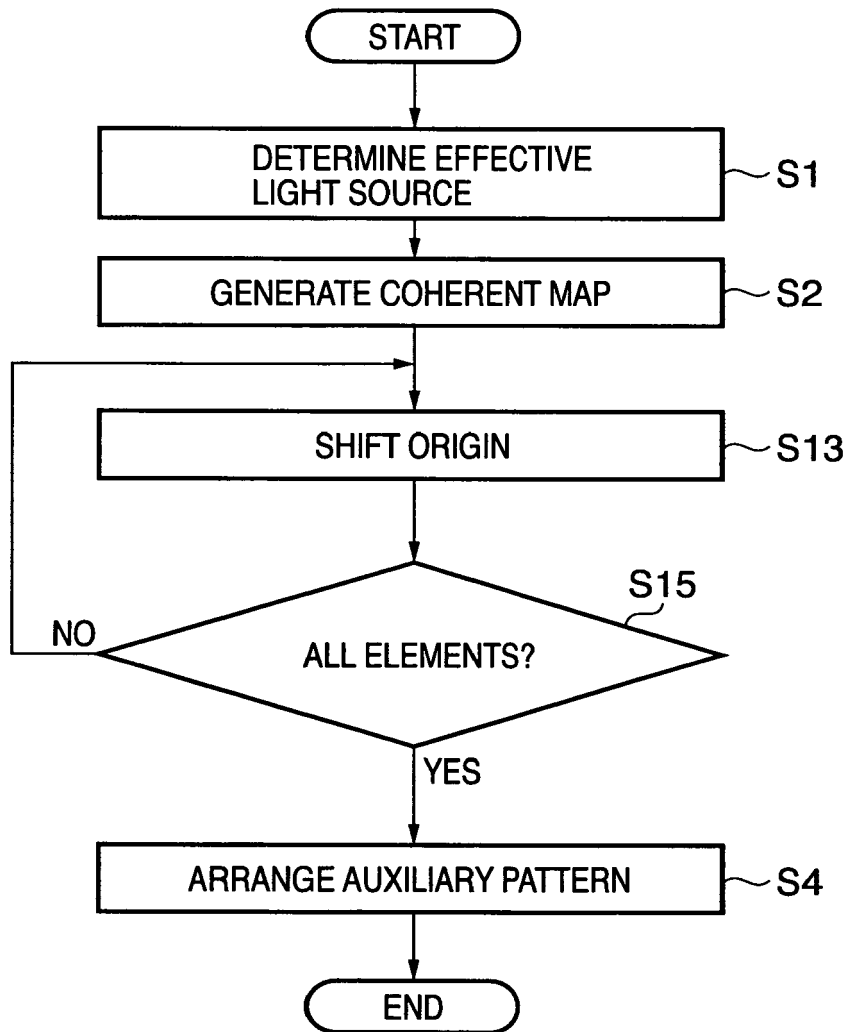 START
DETERMINE EFFECTIVE
LIGHT SOURCE
S1
GENERATE COHERENT MAP
S2
SHIFT ORIGIN
S13
S15
NO
ALL ELEMENTS?
YES
ARRANGE AUXILIARY PATTERN
S4
END